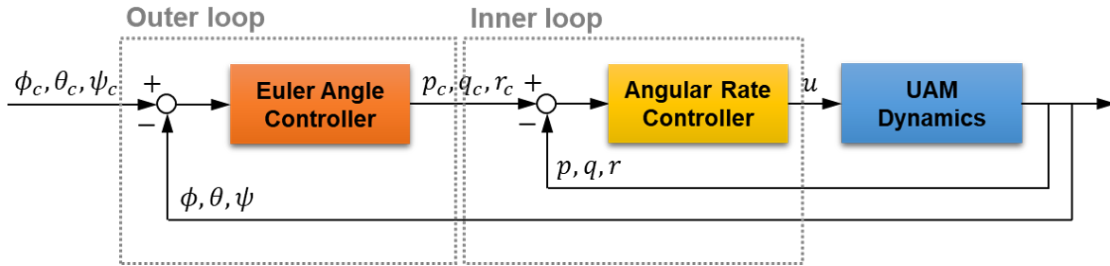 Outer loop
Inner loop
ϕ_c, θ_c, ψ_c
+
−
Euler Angle
Controller
p_c, q_c, r_c
+
−
Angular Rate
Controller
u
UAM
Dynamics
p, q, r
ϕ, θ, ψ